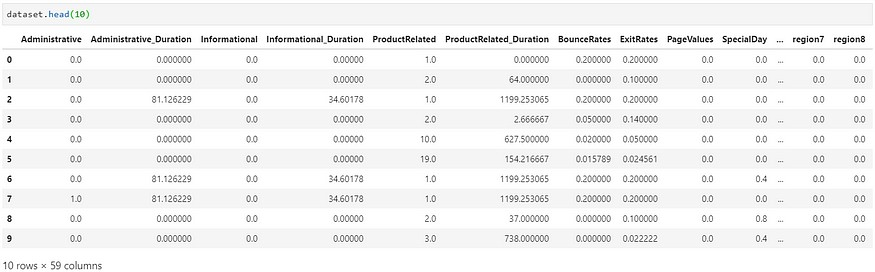 dataset.head(10)
Administrative Administrative_Duration Informational Informational_Duration ProductRelated ProductRelated_Duration BounceRates ExitRates PageValues SpecialDay ... region7 region8
0 0.0 0.000000 0.0 0.00000 1.0 0.000000 0.200000 0.200000 0.0 0.0 ... 0.0 0.0
1 0.0 0.000000 0.0 0.00000 2.0 64.000000 0.000000 0.100000 0.0 0.0 ... 0.0 0.0
2 0.0 81.126229 0.0 34.60178 1.0 1199.253065 0.200000 0.200000 0.0 0.0 ... 0.0 0.0
3 0.0 0.000000 0.0 0.00000 2.0 2.666667 0.050000 0.140000 0.0 0.0 ... 0.0 0.0
4 0.0 0.000000 0.0 0.00000 10.0 627.500000 0.020000 0.050000 0.0 0.0 ... 0.0 0.0
5 0.0 0.000000 0.0 0.00000 19.0 154.216667 0.015789 0.024561 0.0 0.0 ... 0.0 0.0
6 0.0 81.126229 0.0 34.60178 1.0 1199.253065 0.200000 0.200000 0.0 0.4 ... 0.0 0.0
7 1.0 81.126229 0.0 34.60178 1.0 1199.253065 0.200000 0.200000 0.0 0.0 ... 0.0 0.0
8 0.0 0.000000 0.0 0.00000 2.0 37.000000 0.000000 0.100000 0.0 0.8 ... 0.0 0.0
9 0.0 0.000000 0.0 0.00000 3.0 738.000000 0.000000 0.022222 0.0 0.4 ... 0.0 0.0
10 rows × 59 columns